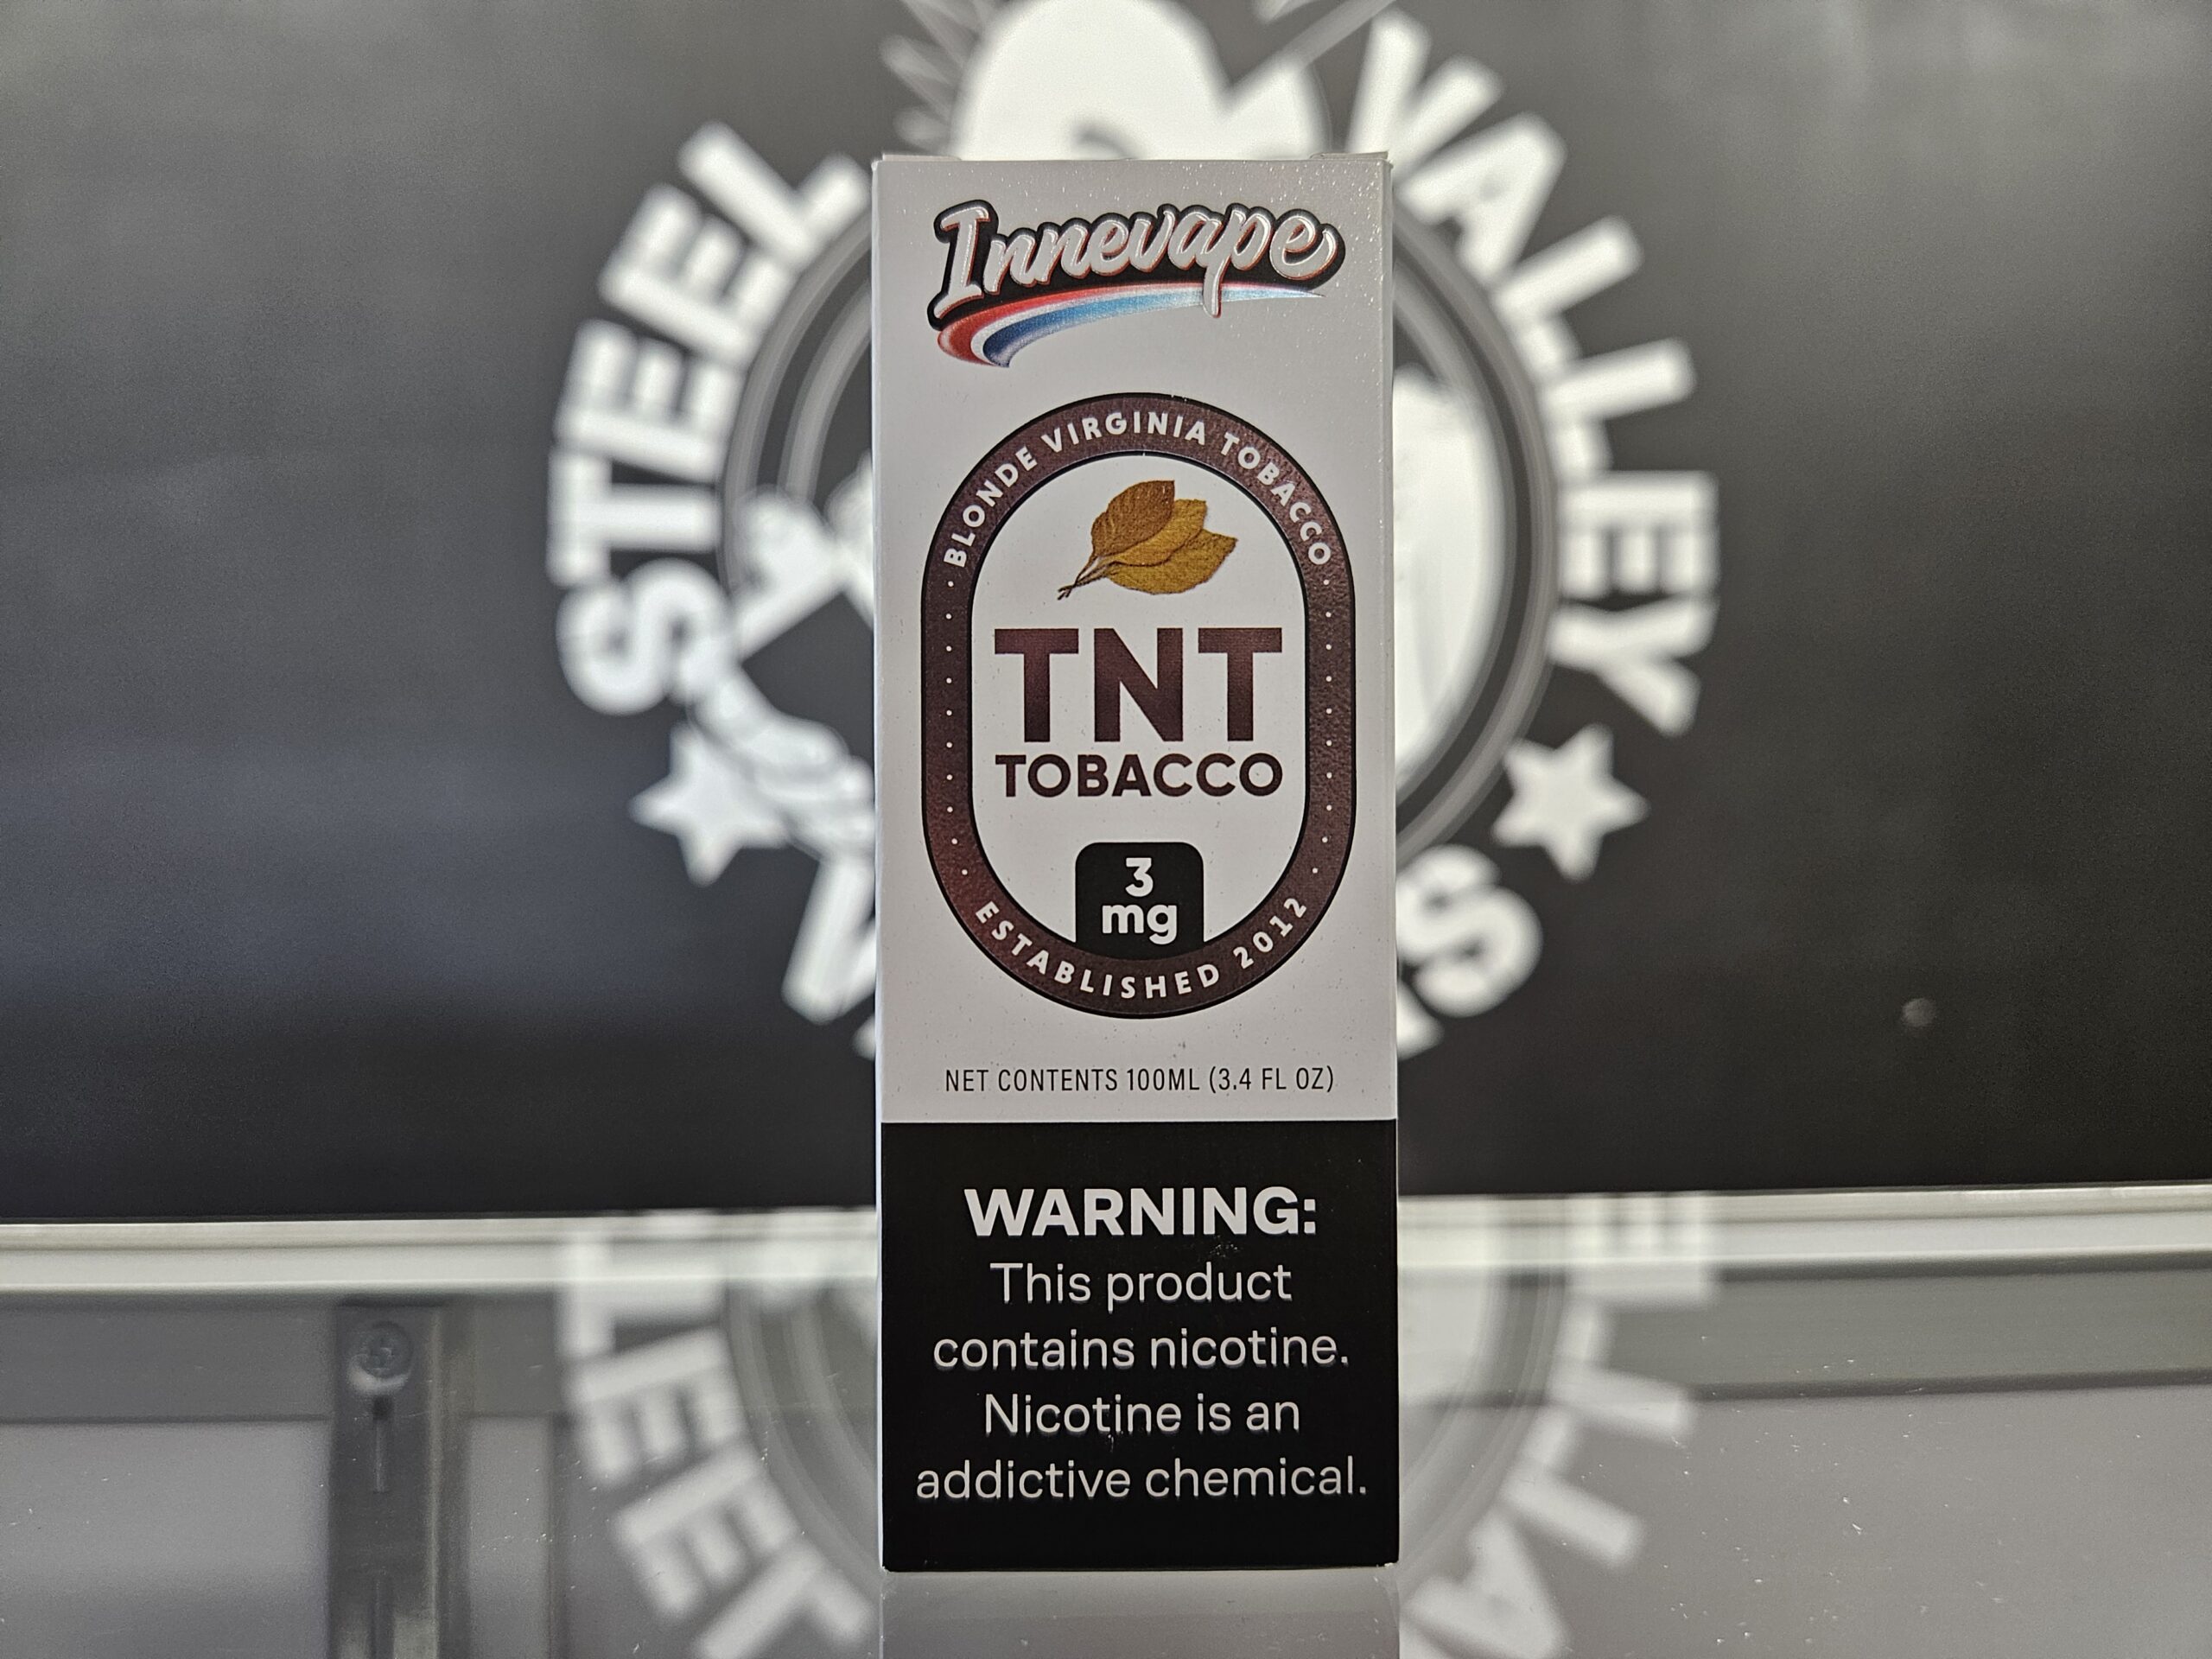 STEEL VALLEY
Innevape
BLONDE VIRGINIA TOBACCO
TNT
TOBACCO
3
mg
ESTABLISHED 2012
NET CONTENTS 100ML (3.4 FL OZ)
WARNING:
This product
contains nicotine.
Nicotine is an
addictive chemical.